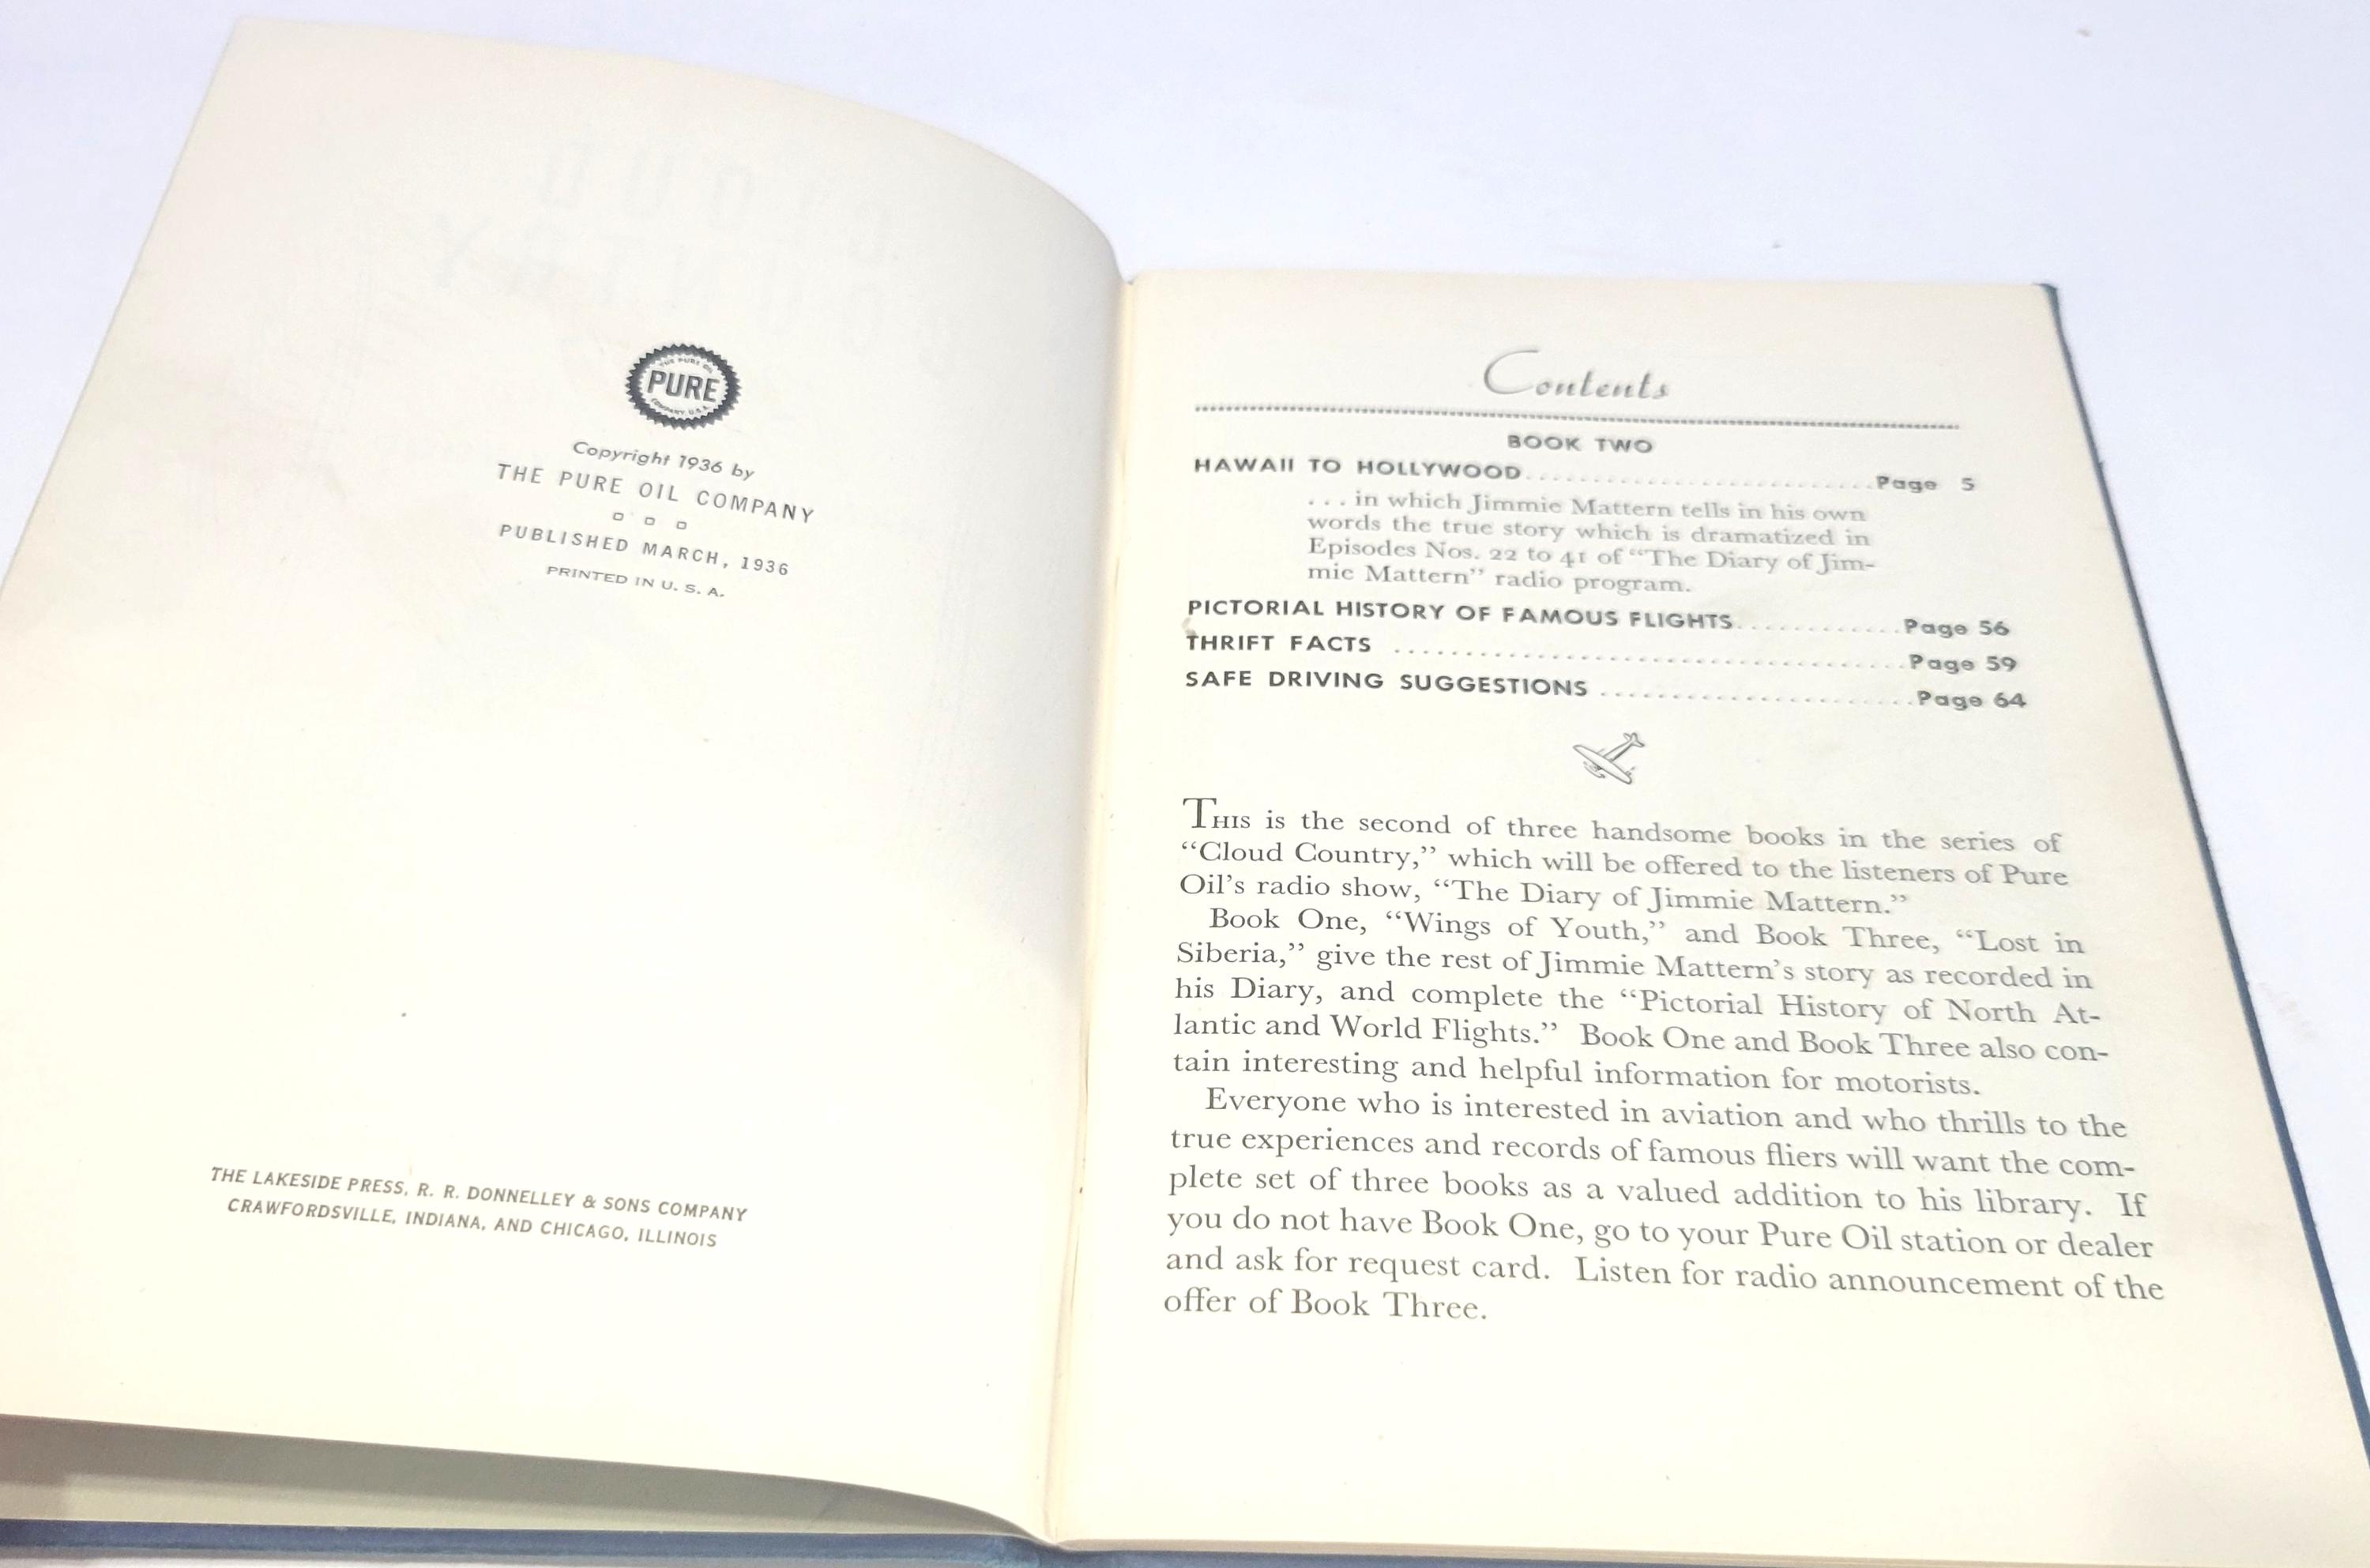 THE PURE OIL
PURE
COMPANY U.S.A.
Copyright 1936 by
THE PURE OIL COMPANY
PUBLISHED MARCH, 1936
PRINTED IN U. S. A.
THE LAKESIDE PRESS, R. R. DONNELLEY & SONS COMPANY
CRAWFORDSVILLE, INDIANA, AND CHICAGO, ILLINOIS
Contents
BOOK TWO
HAWAII TO HOLLYWOOD..........................Page 5
. . . in which Jimmie Mattern tells in his own
words the true story which is dramatized in
Episodes Nos. 22 to 41 of "The Diary of Jim-
mie Mattern" radio program.
PICTORIAL HISTORY OF FAMOUS FLIGHTS............Page 56
THRIFT FACTS ....................................Page 59
SAFE DRIVING SUGGESTIONS ......................Page 64
THIS is the second of three handsome books in the series of
"Cloud Country," which will be offered to the listeners of Pure
Oil's radio show, "The Diary of Jimmie Mattern."
Book One, "Wings of Youth," and Book Three, "Lost in
Siberia," give the rest of Jimmie Mattern's story as recorded in
his Diary, and complete the "Pictorial History of North At-
lantic and World Flights." Book One and Book Three also con-
tain interesting and helpful information for motorists.
Everyone who is interested in aviation and who thrills to the
true experiences and records of famous fliers will want the com-
plete set of three books as a valued addition to his library. If
you do not have Book One, go to your Pure Oil station or dealer
and ask for request card. Listen for radio announcement of the
offer of Book Three.